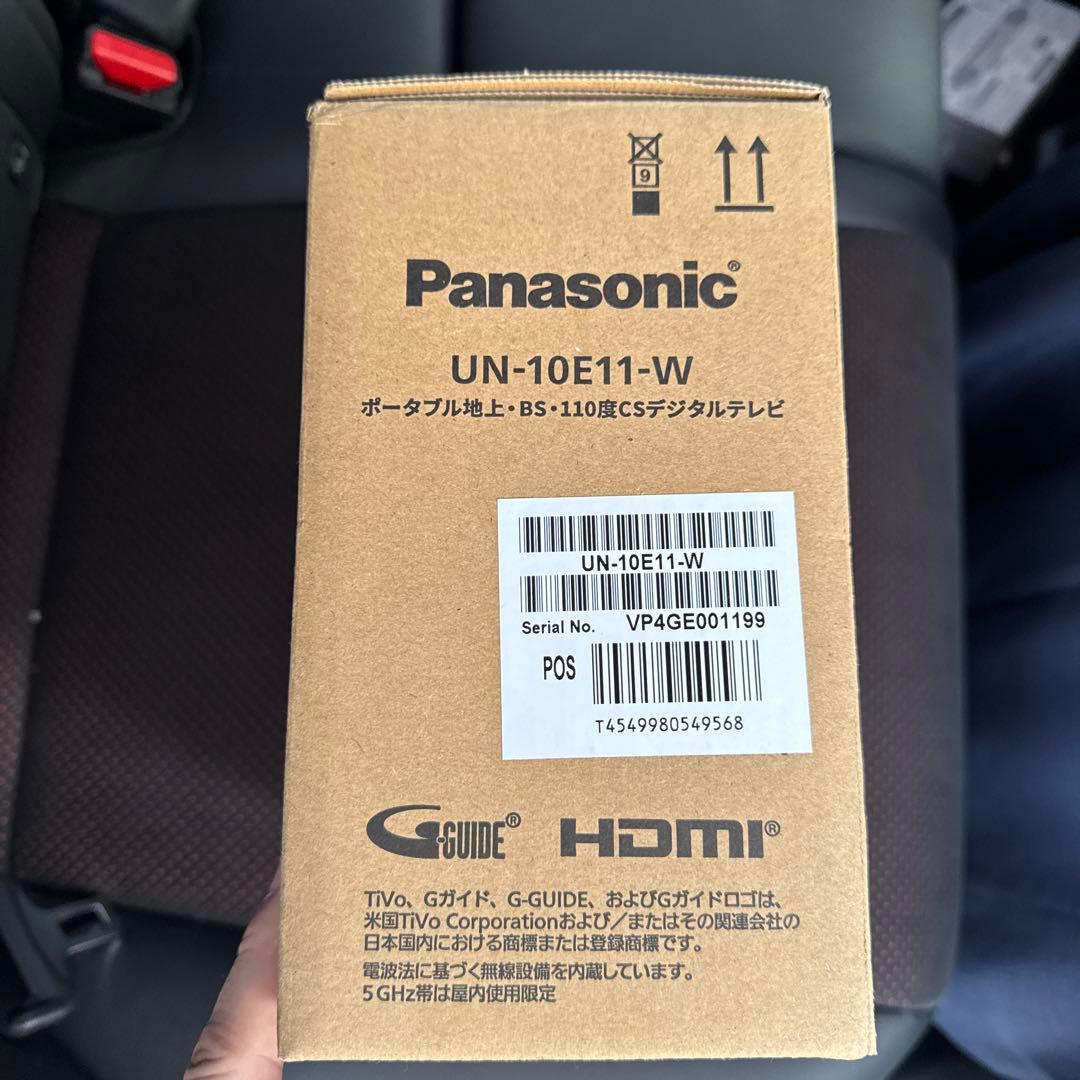 9
Panasonic®
UN-10E11-W
ポータブル地上・BS・110度CSデジタルテレビ
UN-10E11-W
Serial No. VP4GE001199
POS
T4549980549568
G-GUIDE® HDMI®
TiVo、Gガイド、G-GUIDE、およびGガイドロゴは、
米国TiVo Corporationおよび／またはその関連会社の
日本国内における商標または登録商標です。
電波法に基づく無線設備を内蔵しています。
5GHz帯は屋内使用限定